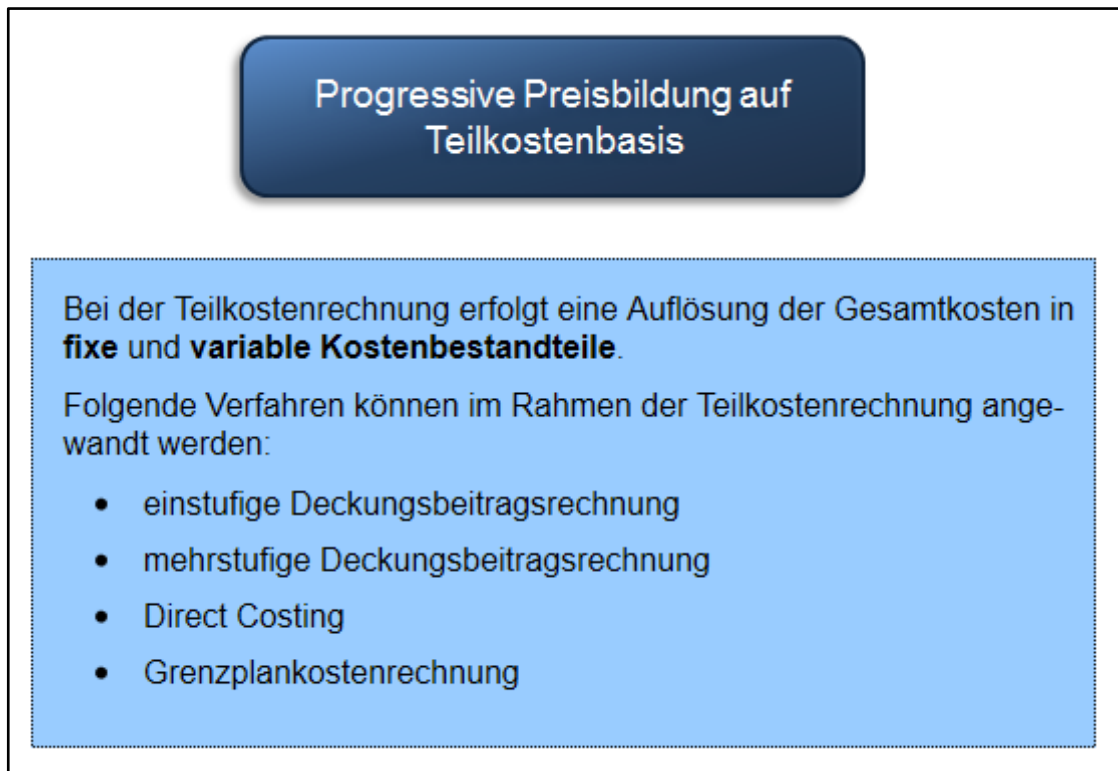 Progressive Preisbildung auf
Teilkostenbasis
Bei der Teilkostenrechnung erfolgt eine Auflösung der Gesamtkosten in
fixe und variable Kostenbestandteile.
Folgende Verfahren können im Rahmen der Teilkostenrechnung ange-
wandt werden:
• einstufige Deckungsbeitragsrechnung
• mehrstufige Deckungsbeitragsrechnung
• Direct Costing
• Grenzplankostenrechnung